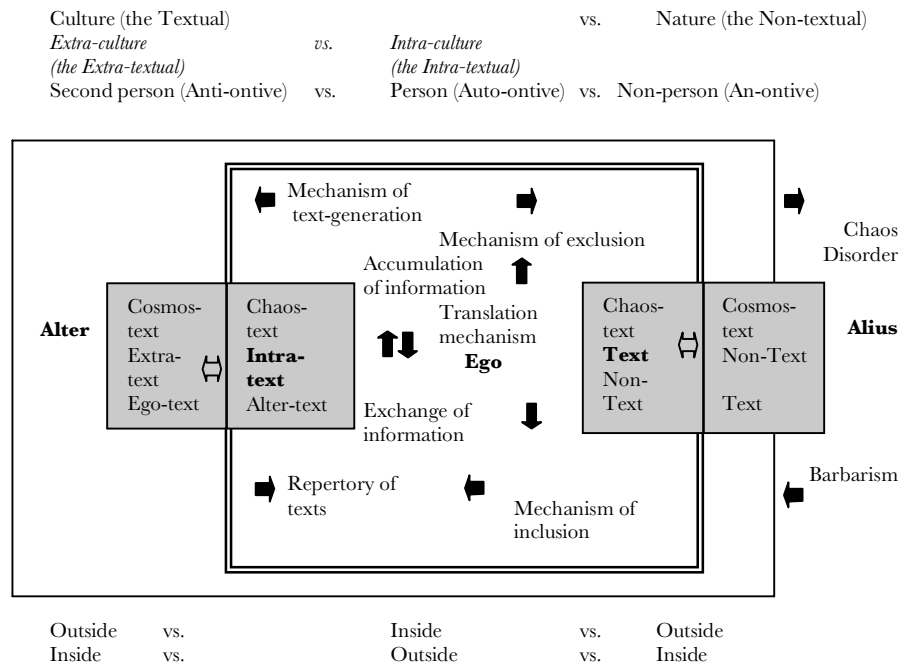 Culture (the Textual) vs. Nature (the Non-textual)
Extra-culture vs. Intra-culture
(the Extra-textual) (the Intra-textual)
Second person (Anti-ontive) vs. Person (Auto-ontive) vs. Non-person (An-ontive)
Mechanism of
text-generation
Mechanism of exclusion
Chaos
Disorder
Accumulation
of information
Alter
Cosmos-
text
Extra-
text
Ego-text
Chaos-
text
Intra-
text
Alter-text
Translation
mechanism
Ego
Chaos-
text
Text
Non-
Text
Cosmos-
text
Non-Text
Text
Alius
Exchange of
information
Repertory of
texts
Mechanism of
inclusion
Barbarism
Outside vs. Inside vs. Outside
Inside vs. Outside vs. Inside